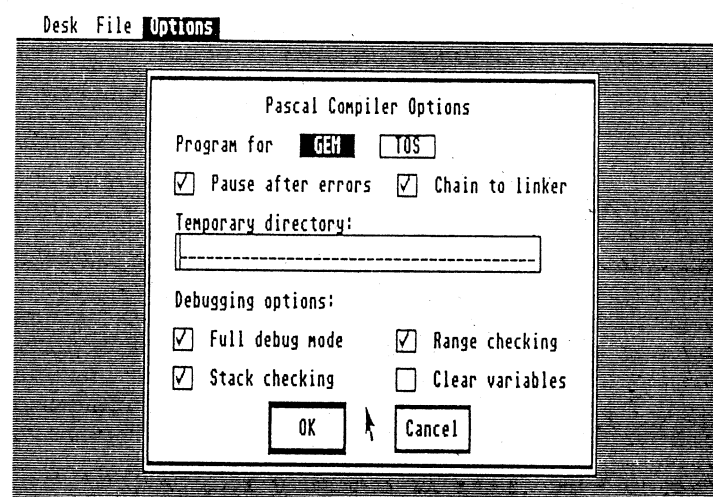 Desk File Options
Pascal Compiler Options
Program for GEM TOS
Pause after errors Chain to linker
Temporary directory:
Debugging options:
Full debug mode Range checking
Stack checking Clear variables
OK Cancel